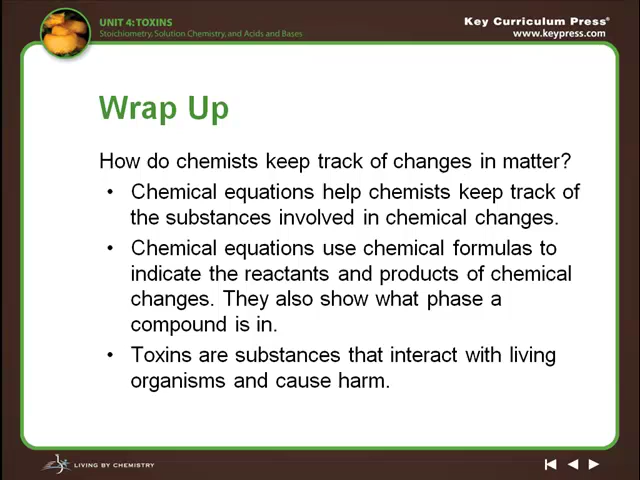 UNIT 4: TOXINS
Stoichiometry, Solution Chemistry, and Acids and Bases
Key Curriculum Press®
www.keypress.com
Wrap Up
How do chemists keep track of changes in matter?
• Chemical equations help chemists keep track of
the substances involved in chemical changes.
• Chemical equations use chemical formulas to
indicate the reactants and products of chemical
changes. They also show what phase a
compound is in.
• Toxins are substances that interact with living
organisms and cause harm.
LIVING BY CHEMISTRY